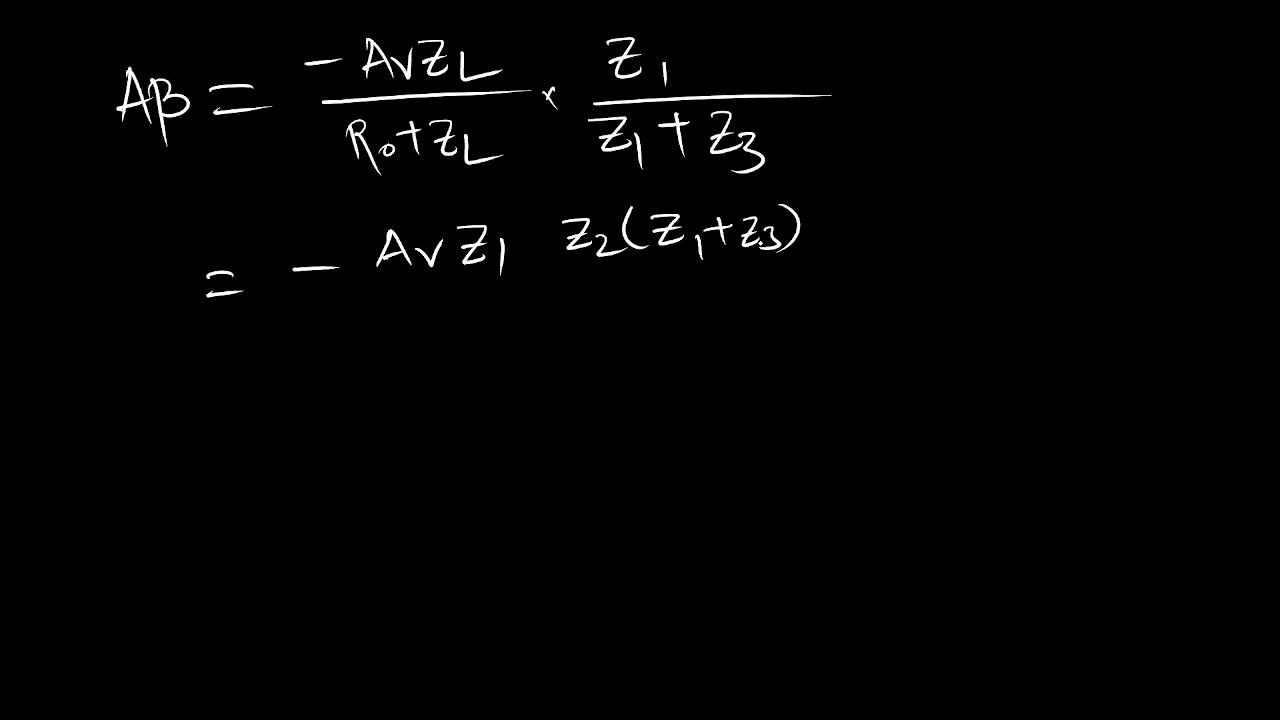 Aβ = -AvZL / Ro+ZL × Z1 / Z1+Z3
= - AvZ1 Z2(Z1+Z3)